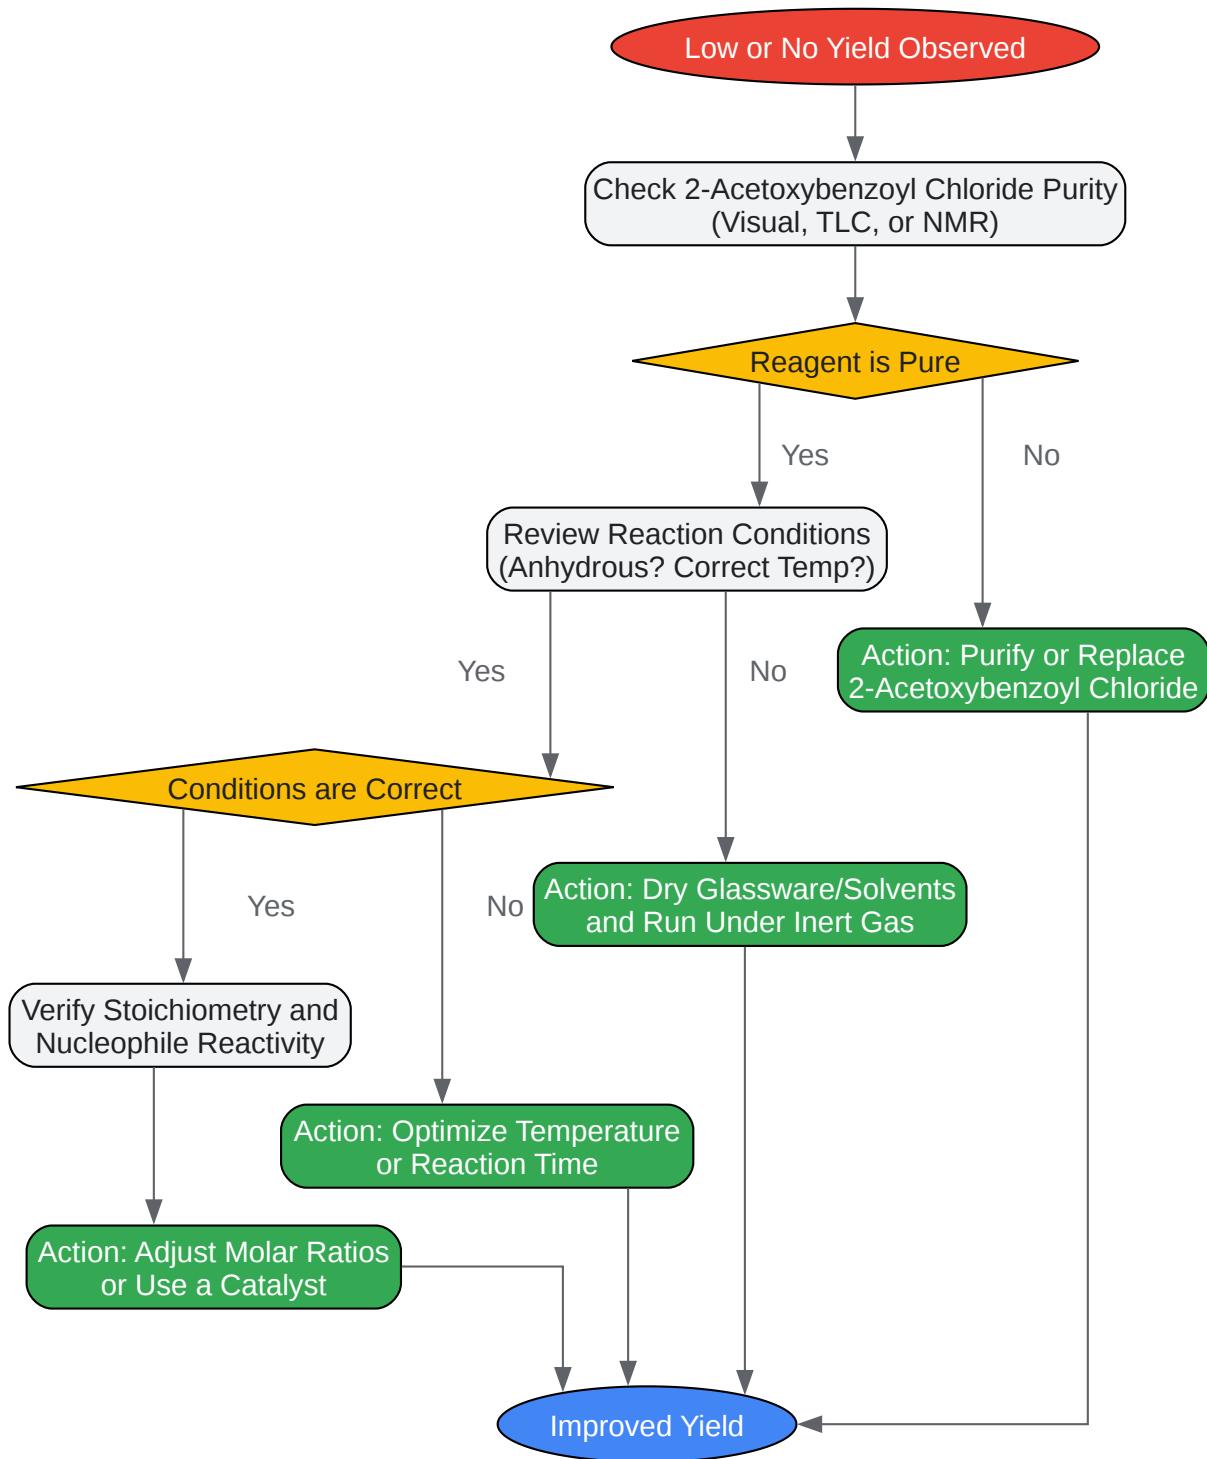 Low or No Yield Observed
Check 2-Acetoxybenzoyl Chloride Purity
(Visual, TLC, or NMR)
Reagent is Pure
Yes
No
Review Reaction Conditions
(Anhydrous? Correct Temp?)
Action: Purify or Replace
2-Acetoxybenzoyl Chloride
Yes
No
Conditions are Correct
Action: Dry Glassware/Solvents
and Run Under Inert Gas
Yes
No
Verify Stoichiometry and
Nucleophile Reactivity
Action: Optimize Temperature
or Reaction Time
Action: Adjust Molar Ratios
or Use a Catalyst
Improved Yield